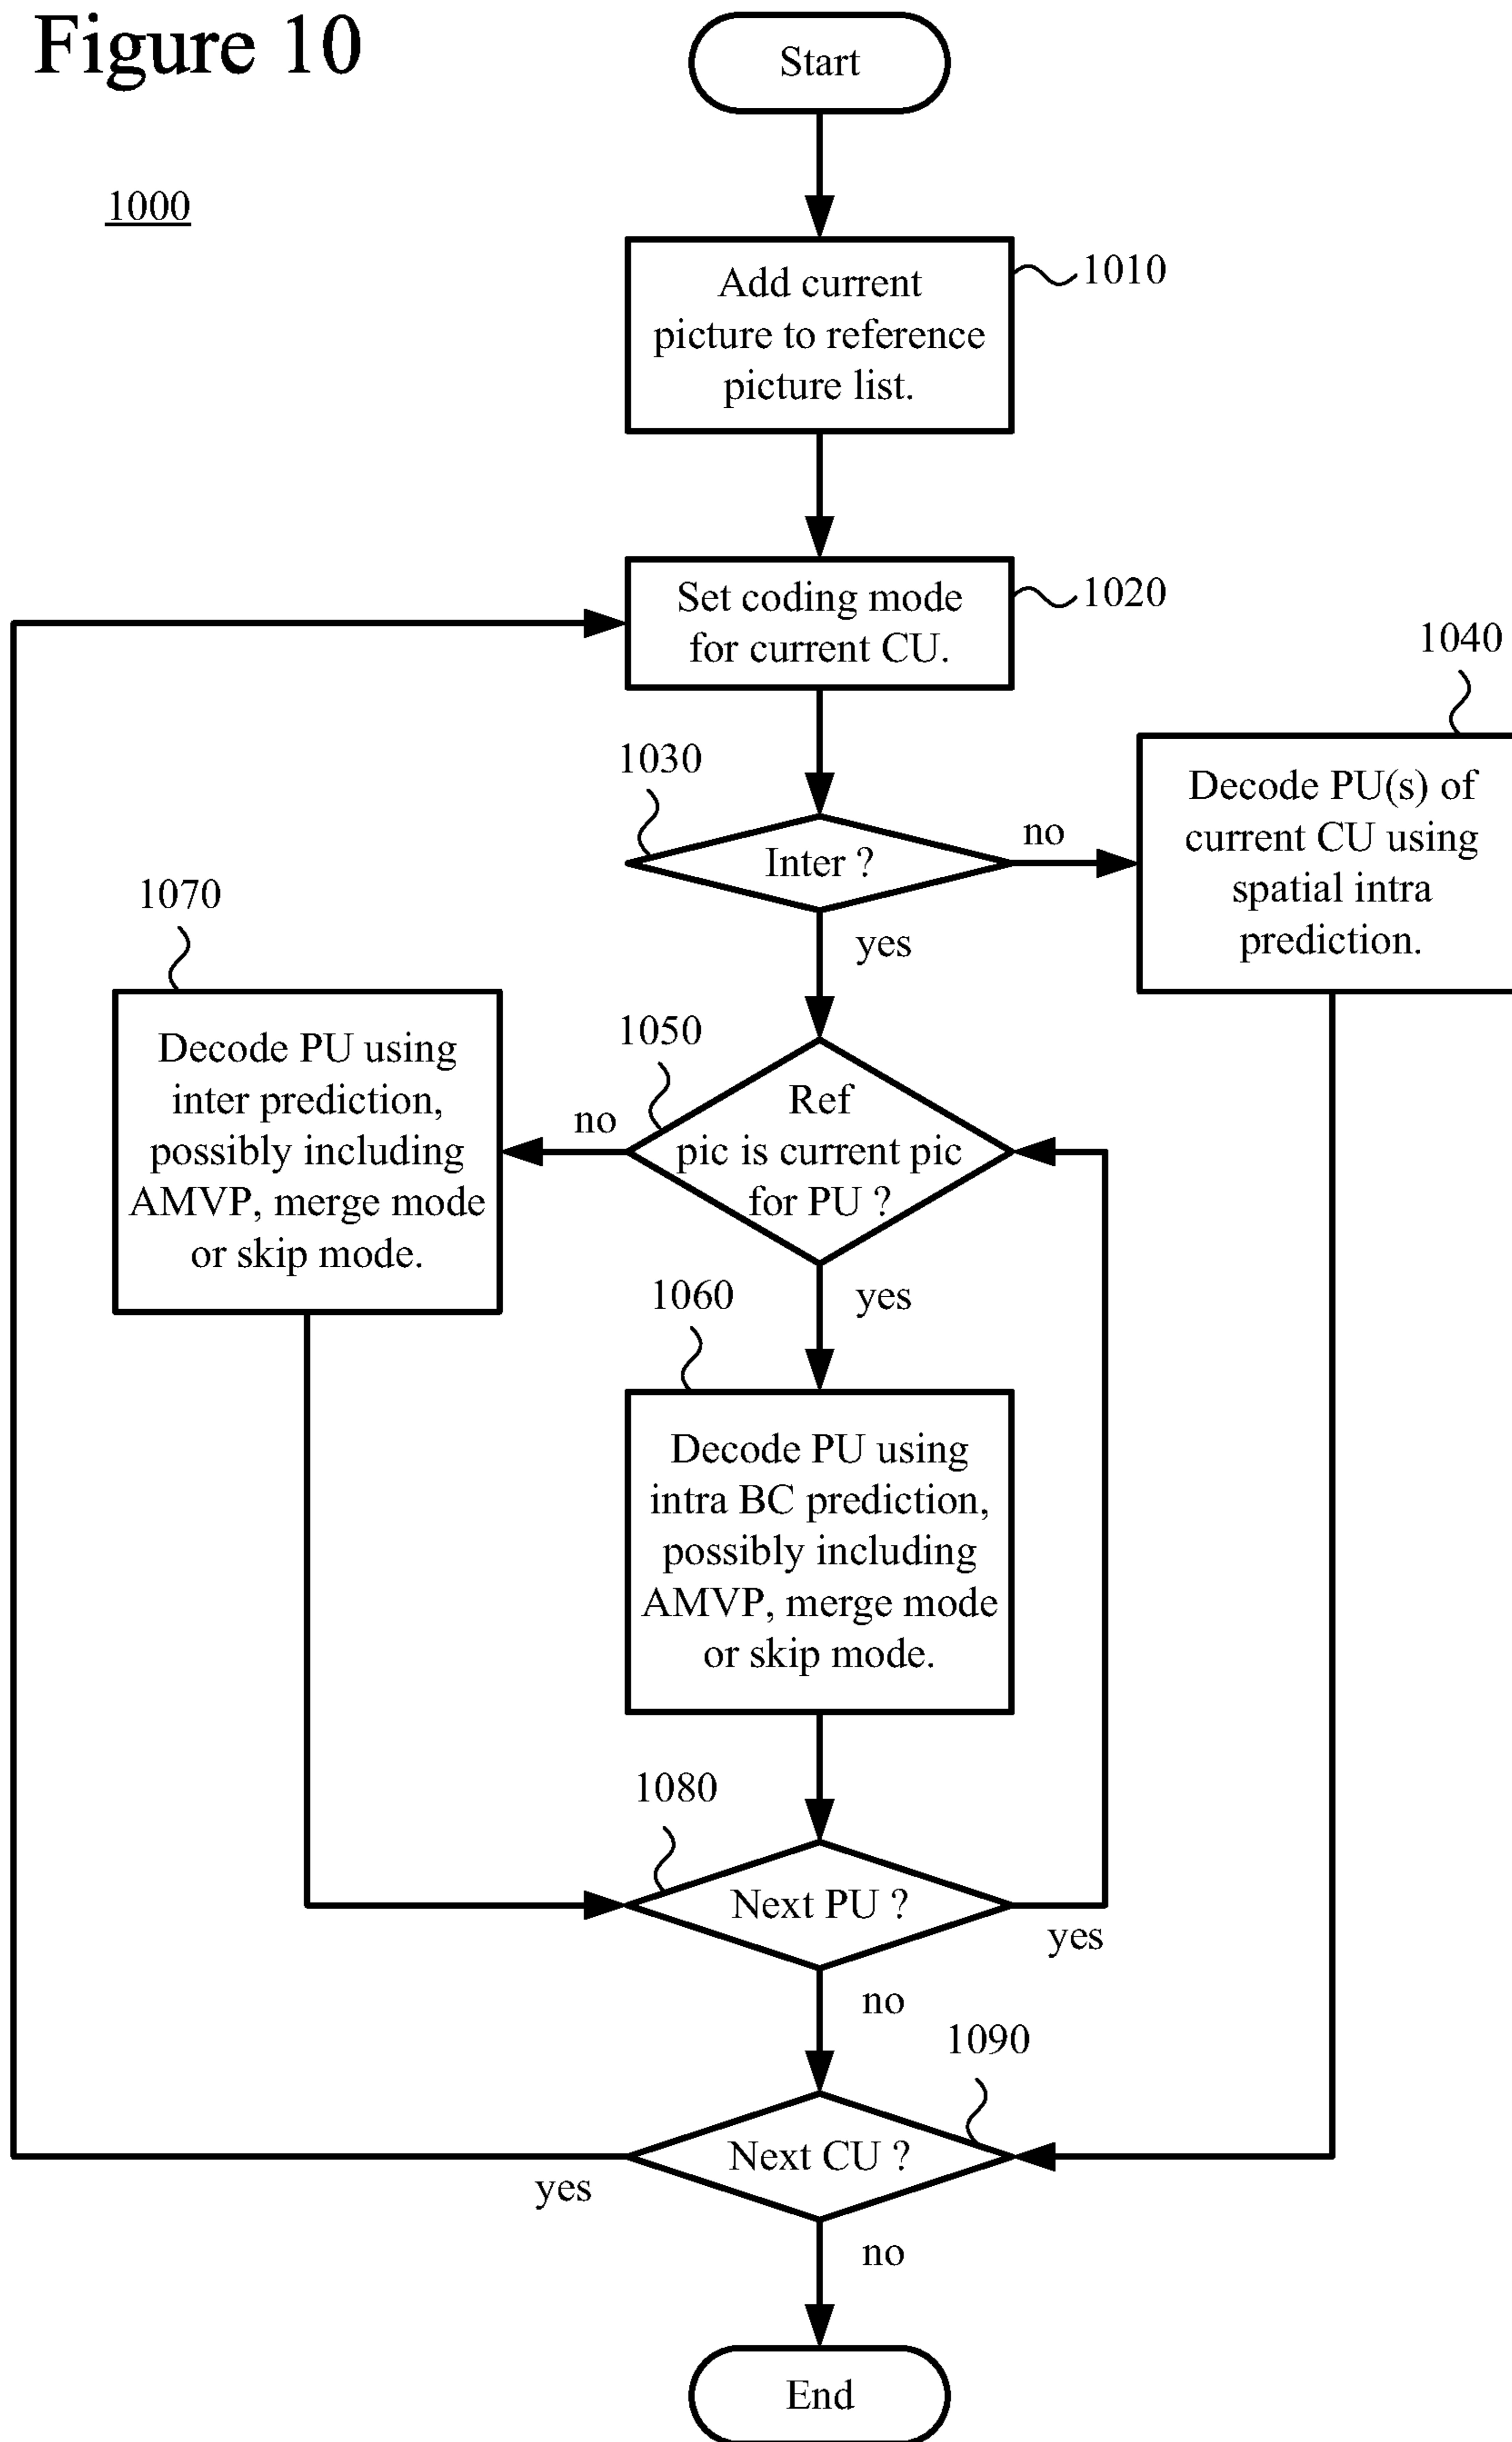 Figure 10
Start
1000
Add current
picture to reference
picture list.
1010
Set coding mode
for current CU.
1020
1040
Decode PU(s) of
current CU using
spatial intra
prediction.
1030
Inter ?
no
yes
1070
Decode PU using
inter prediction,
possibly including
AMVP, merge mode
or skip mode.
1050
no
Ref
pic is current pic
for PU ?
yes
1060
Decode PU using
intra BC prediction,
possibly including
AMVP, merge mode
or skip mode.
1080
Next PU ?
yes
no
1090
Next CU ?
yes
no
End